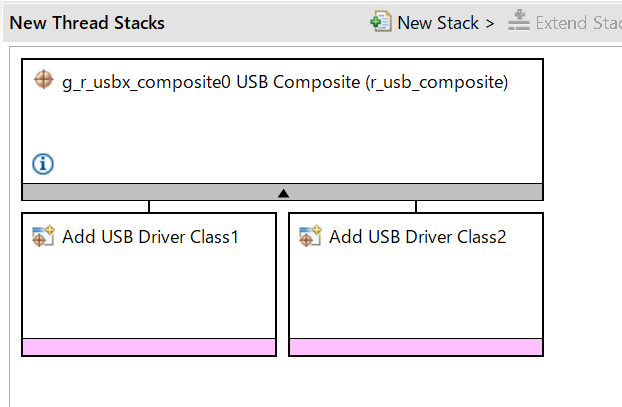 New Thread Stacks
New Stack >
Extend Stac
g_r_usbx_composite0 USB Composite (r_usb_composite)
Add USB Driver Class1
Add USB Driver Class2